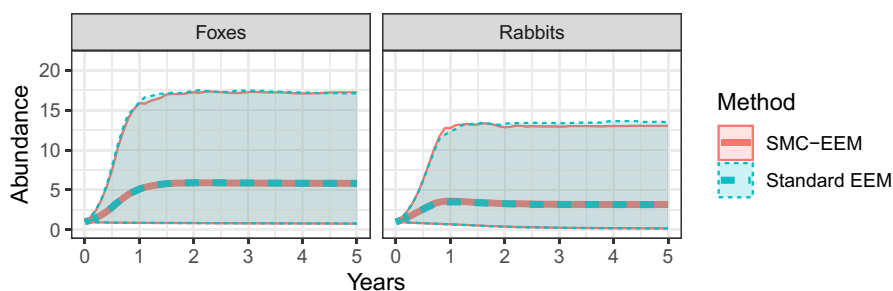 Foxes
Rabbits
Abundance
20
15
10
5
0
0 1 2 3 4 5
0 1 2 3 4 5
Years
Method
SMC−EEM
Standard EEM